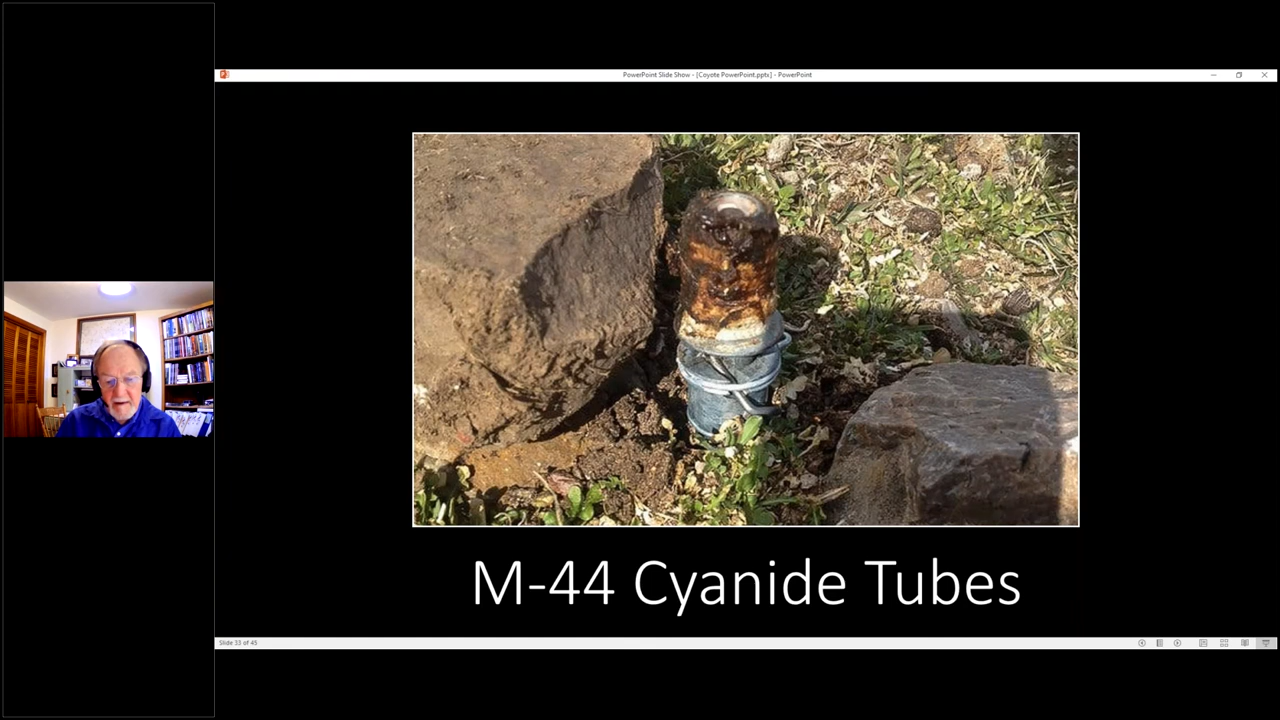 PowerPoint Slide Show - [Coyote PowerPoint.pptx] - PowerPoint
M-44 Cyanide Tubes
Slide 33 of 45